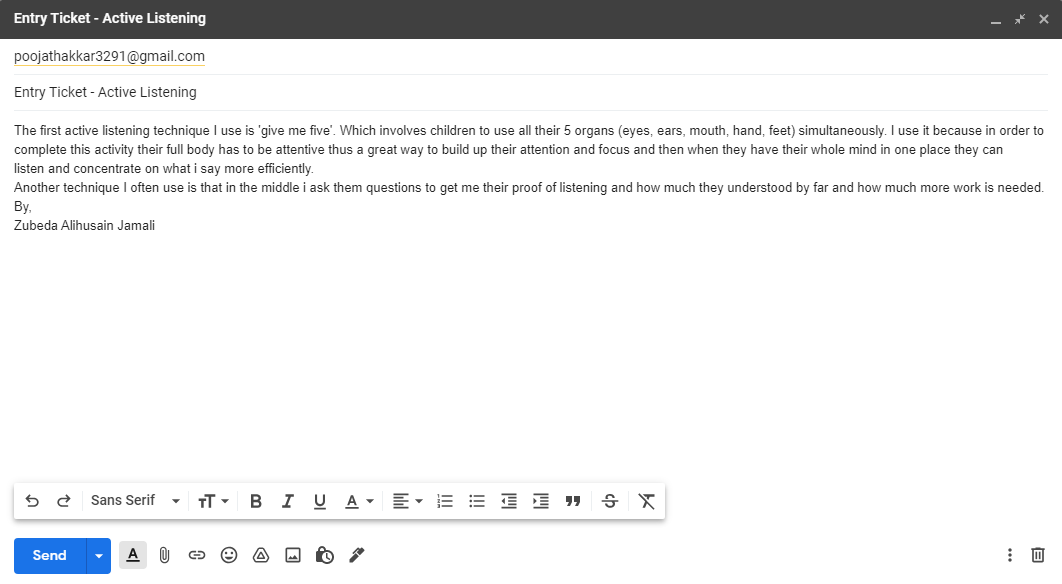 Entry Ticket - Active Listening
poojathakkar3291@gmail.com
Entry Ticket - Active Listening
The first active listening technique I use is 'give me five'. Which involves children to use all their 5 organs (eyes, ears, mouth, hand, feet) simultaneously. I use it because in order to
complete this activity their full body has to be attentive thus a great way to build up their attention and focus and then when they have their whole mind in one place they can
listen and concentrate on what i say more efficiently.
Another technique I often use is that in the middle i ask them questions to get me their proof of listening and how much they understood by far and how much more work is needed.
By,
Zubeda Alihusain Jamali
Sans Serif
Send